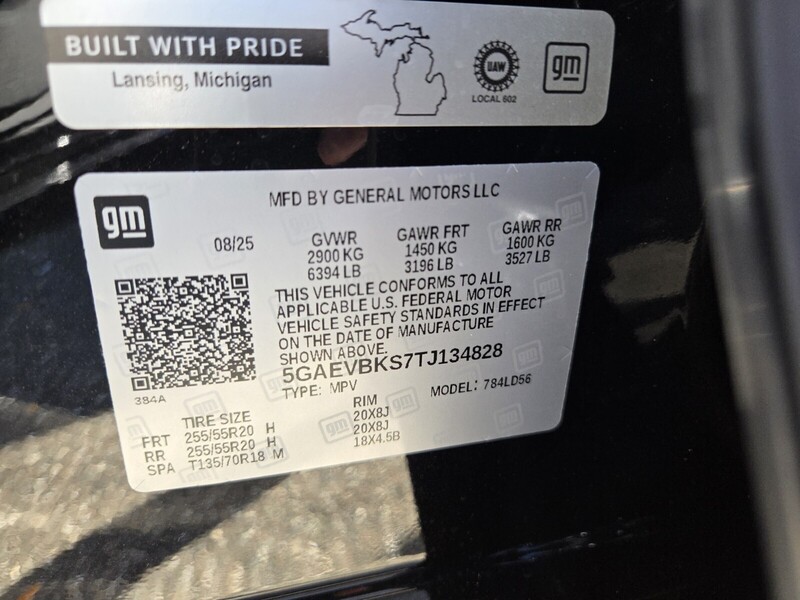 BUILT WITH PRIDE
Lansing, Michigan
UAW
LOCAL 602
gm
gm
MFD BY GENERAL MOTORS LLC
08/25
GVWR
2900 KG
6394 LB
GAWR FRT
1450 KG
3196 LB
GAWR RR
1600 KG
3527 LB
THIS VEHICLE CONFORMS TO ALL
APPLICABLE U.S. FEDERAL MOTOR
VEHICLE SAFETY STANDARDS IN EFFECT
ON THE DATE OF MANUFACTURE
SHOWN ABOVE.
5GAEVBKS7TJ134828
TYPE: MPV MODEL: 784LD56
384A
TIRE SIZE RIM
FRT 255/55R20 H 20X8J
RR 255/55R20 H 20X8J
SPA T135/70R18 M 18X4.5B